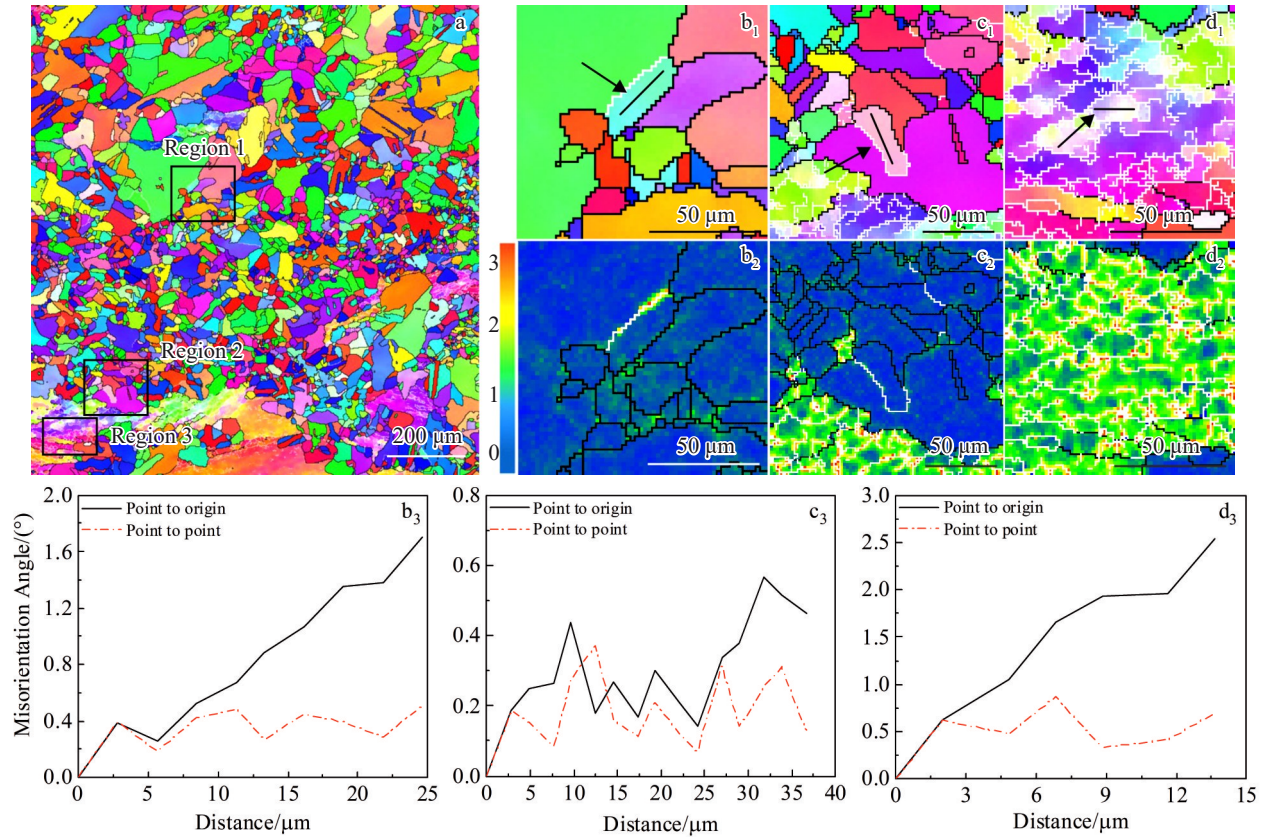 a
Region 1
Region 2
Region 3
200 μm
b₁
50 μm
c₁
50 μm
d₁
50 μm
3
2
1
0
b₂
50 μm
c₂
50 μm
d₂
50 μm
Misorientation Angle/(°)
2.0
1.6
1.2
0.8
0.4
0.0
Point to origin
Point to point
b₃
0 5 10 15 20 25
Distance/μm
0.8
0.6
0.4
0.2
0.0
Point to origin
Point to point
c₃
0 5 10 15 20 25 30 35 40
Distance/μm
3.0
2.5
2.0
1.5
1.0
0.5
0.0
Point to origin
Point to point
d₃
0 3 6 9 12 15
Distance/μm